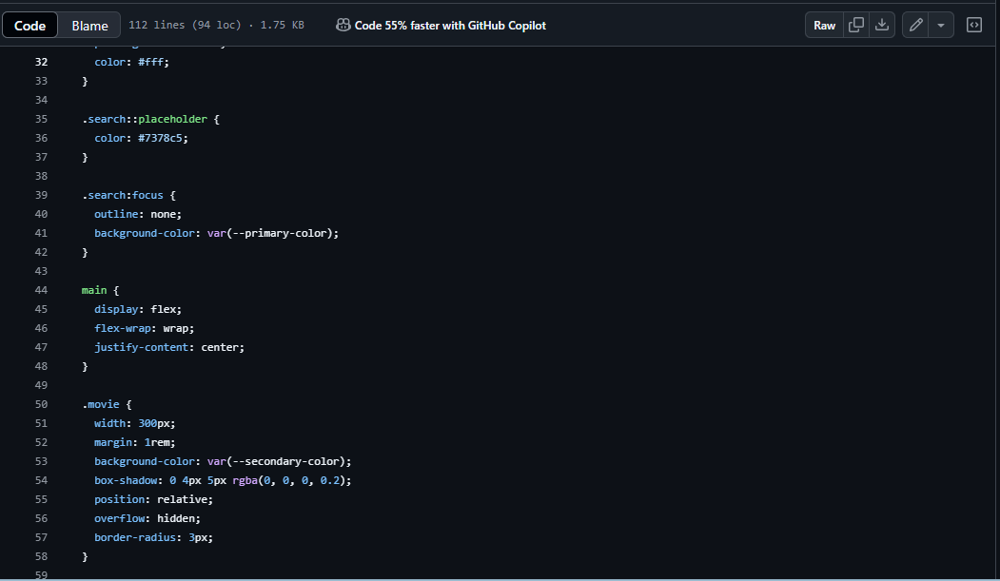 Code Blame 112 lines (94 loc) · 1.75 KB Code 55% faster with GitHub Copilot Raw
32 color: #fff;
33 }
34
35 .search::placeholder {
36 color: #7378c5;
37 }
38
39 .search:focus {
40 outline: none;
41 background-color: var(--primary-color);
42 }
43
44 main {
45 display: flex;
46 flex-wrap: wrap;
47 justify-content: center;
48 }
49
50 .movie {
51 width: 300px;
52 margin: 1rem;
53 background-color: var(--secondary-color);
54 box-shadow: 0 4px 5px rgba(0, 0, 0, 0.2);
55 position: relative;
56 overflow: hidden;
57 border-radius: 3px;
58 }
59